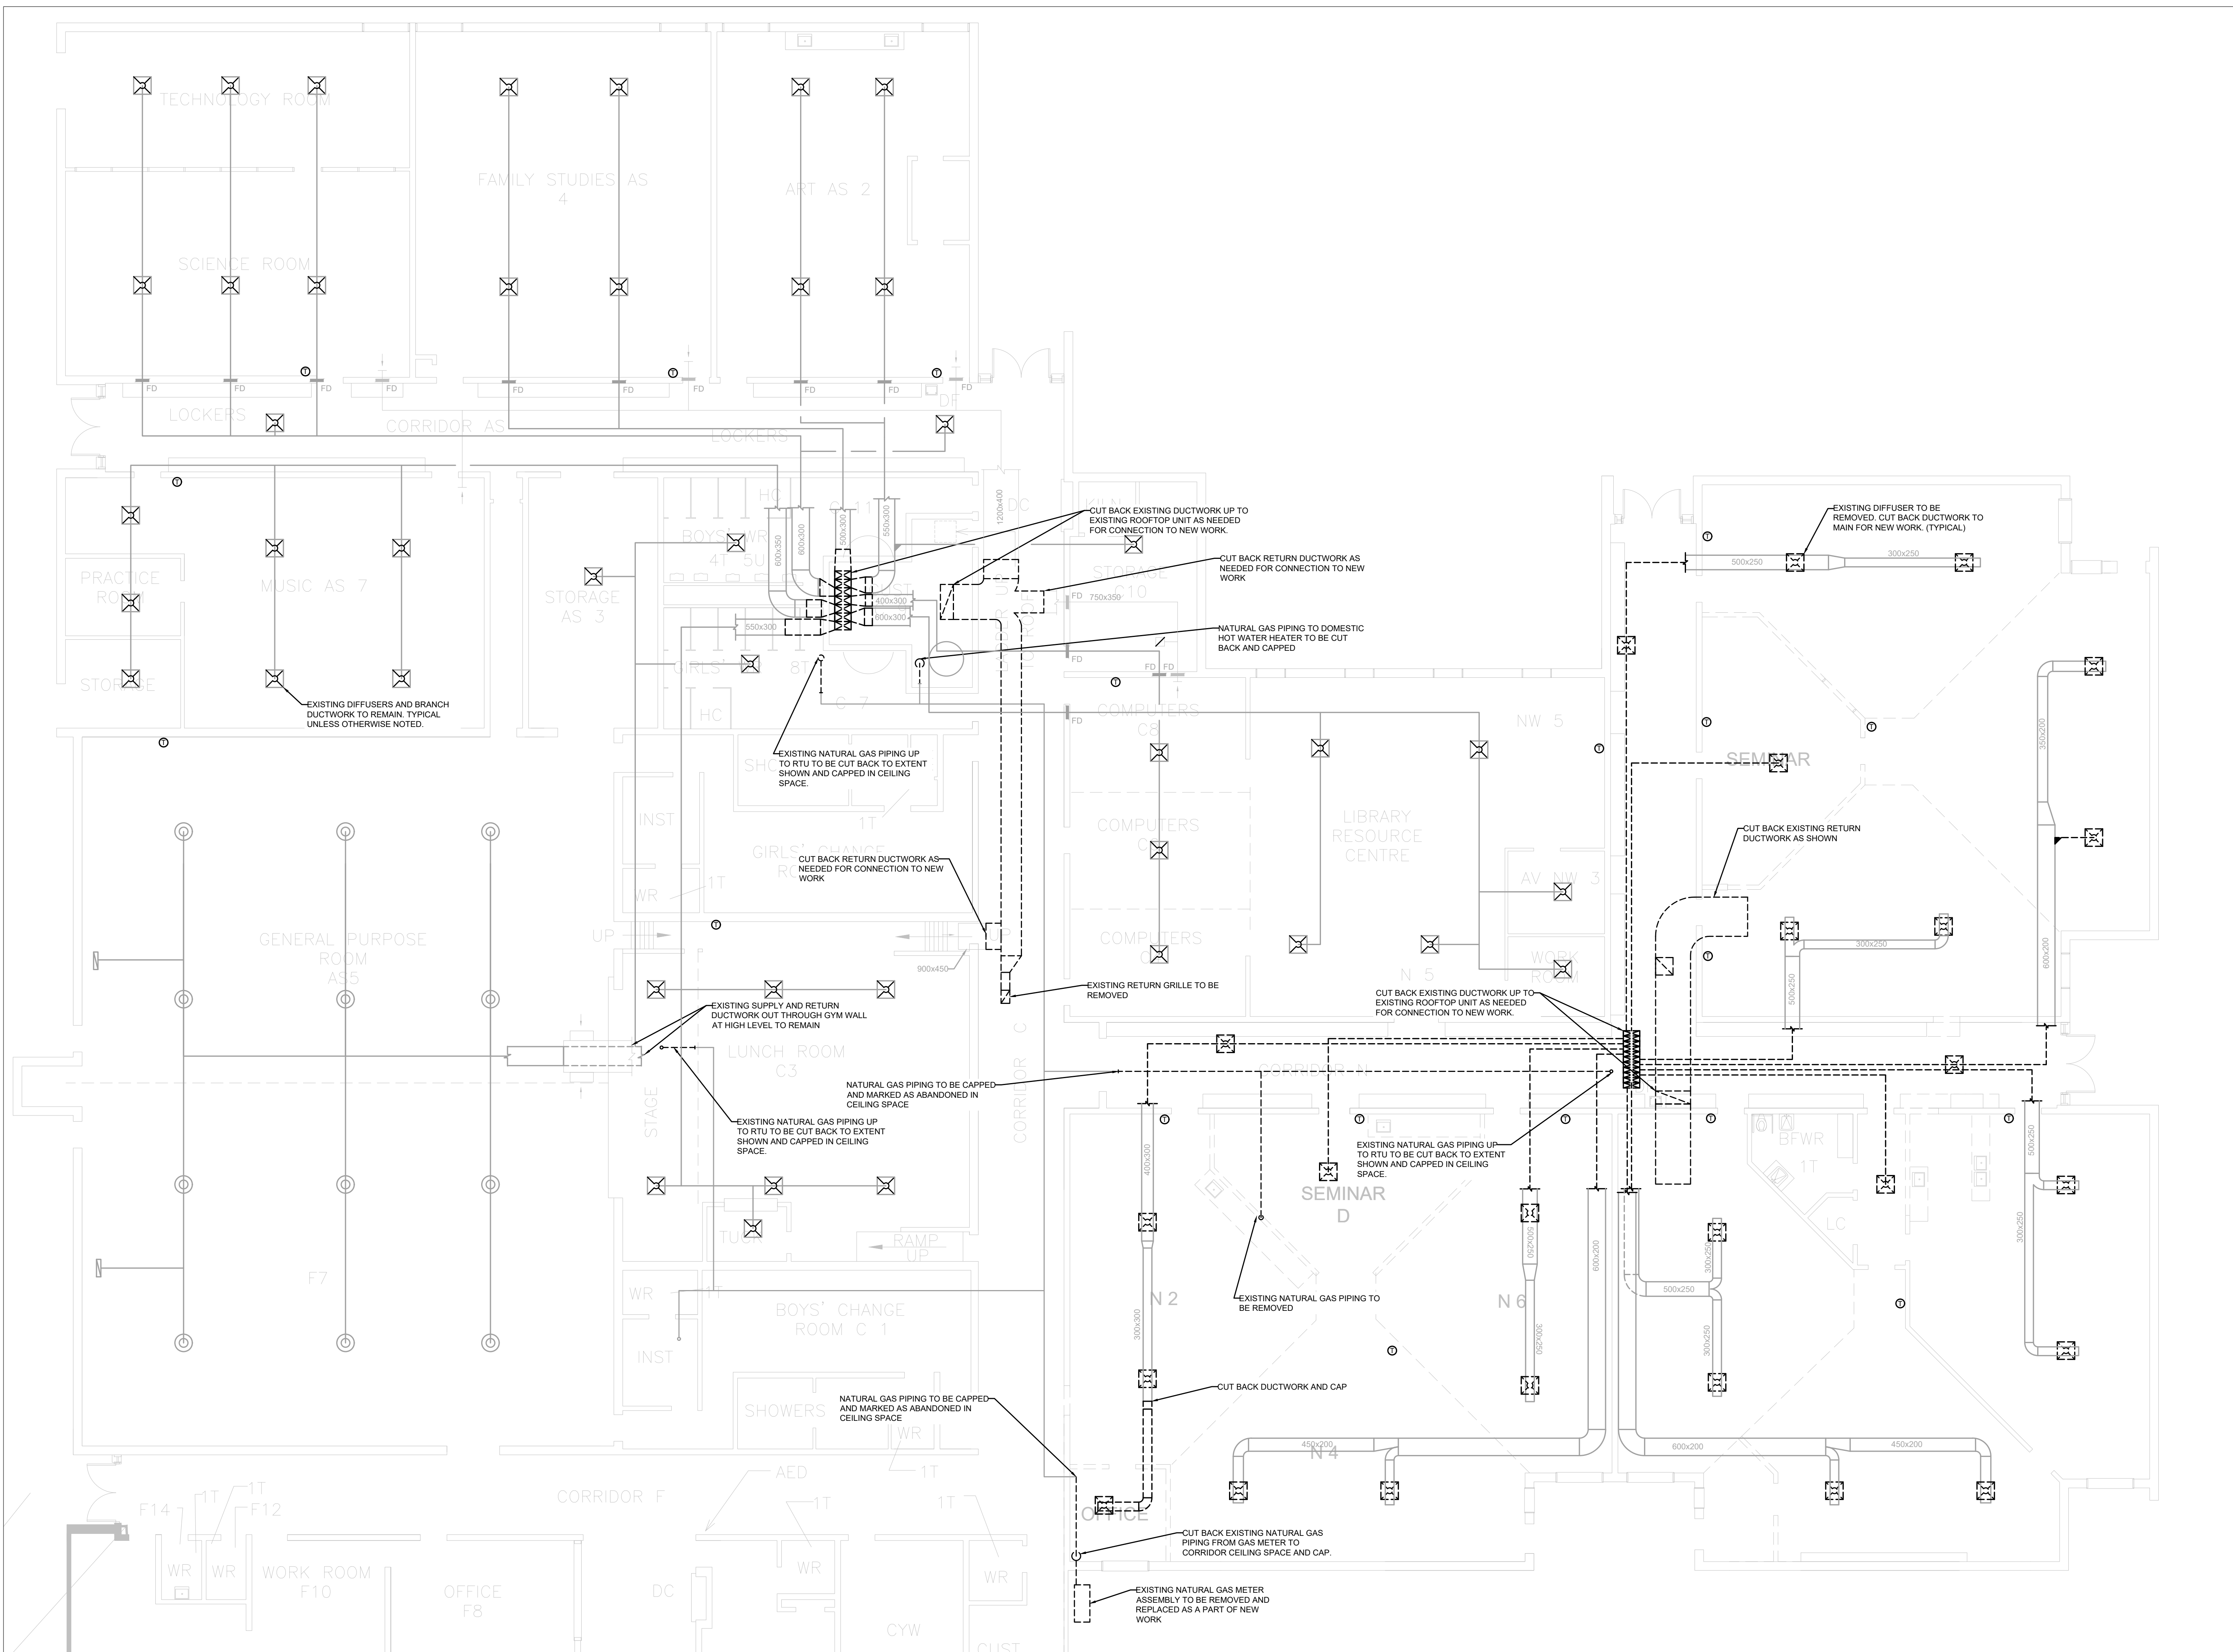 TECHNOLOGY ROOM
FAMILY STUDIES AS
4
ART AS 2
SCIENCE ROOM
FD
FD
FD
FD
FD
FD
FD
FD
FD
FD
T
T
T
LOCKERS
CORRIDOR AS
LOCKERS
DF
T
HC
1200x400
DC
KILN
BOYS' WR
4T 5U
600x350
600x300
500x300
550x300
CUT BACK EXISTING DUCTWORK UP TO
EXISTING ROOFTOP UNIT AS NEEDED
FOR CONNECTION TO NEW WORK.
EXISTING DIFFUSER TO BE
REMOVED. CUT BACK DUCTWORK TO
MAIN FOR NEW WORK. (TYPICAL)
T
500x250
300x250
CUT BACK RETURN DUCTWORK AS
NEEDED FOR CONNECTION TO NEW
WORK
PRACTICE
MUSIC AS 7
STORAGE
AS 3
STORAGE
C10
400x300
600x300
550x300
FD
750x350
NATURAL GAS PIPING TO DOMESTIC
HOT WATER HEATER TO BE CUT
BACK AND CAPPED
FD
FD
FD
GIRLS'
8T
STORAGE
T
EXISTING DIFFUSERS AND BRANCH
DUCTWORK TO REMAIN. TYPICAL
UNLESS OTHERWISE NOTED.
C 7
HC
FD
COMPUTERS
C8
NW 5
T
T
T
T
350x200
EXISTING NATURAL GAS PIPING UP
TO RTU TO BE CUT BACK TO EXTENT
SHOWN AND CAPPED IN CEILING
SPACE.
SEMINAR
INST
1T
COMPUTERS
LIBRARY
RESOURCE
CENTRE
CUT BACK EXISTING RETURN
DUCTWORK AS SHOWN
GIRLS' CHANGE
CUT BACK RETURN DUCTWORK AS
NEEDED FOR CONNECTION TO NEW
WORK
WR
1T
AV NW 3
T
UP
UP
GENERAL PURPOSE
ROOM
AS5
COMPUTERS
300x250
T
600x200
900x450
N 5
WORK
ROOM
500x250
EXISTING RETURN GRILLE TO BE
REMOVED
CUT BACK EXISTING DUCTWORK UP TO
EXISTING ROOFTOP UNIT AS NEEDED
FOR CONNECTION TO NEW WORK.
EXISTING SUPPLY AND RETURN
DUCTWORK OUT THROUGH GYM WALL
AT HIGH LEVEL TO REMAIN
LUNCH ROOM
C3
CORRIDOR C
CORRIDOR N
NATURAL GAS PIPING TO BE CAPPED
AND MARKED AS ABANDONED IN
CEILING SPACE
STAGE
EXISTING NATURAL GAS PIPING UP
TO RTU TO BE CUT BACK TO EXTENT
SHOWN AND CAPPED IN CEILING
SPACE.
T
T
T
T
T
400x300
EXISTING NATURAL GAS PIPING UP
TO RTU TO BE CUT BACK TO EXTENT
SHOWN AND CAPPED IN CEILING
SPACE.
BFWR
1T
500x250
SEMINAR
D
LC
TUCK
RAMP
UP
500x250
600x200
300x250
300x250
F7
WR
1T
500x250
EXISTING NATURAL GAS PIPING TO
BE REMOVED
N 2
N 6
T
BOYS' CHANGE
ROOM C 1
300x300
300x250
300x250
INST
T
NATURAL GAS PIPING TO BE CAPPED
AND MARKED AS ABANDONED IN
CEILING SPACE
CUT BACK DUCTWORK AND CAP
SHOWERS
WR
450x200
N 4
600x200
450x200
AED
1T
CORRIDOR F
F14
1T
1T
F12
1T
1T
OFFICE
CUT BACK EXISTING NATURAL GAS
PIPING FROM GAS METER TO
CORRIDOR CEILING SPACE AND CAP.
WR
WR
WORK ROOM
F10
OFFICE
F8
DC
WR
WR
EXISTING NATURAL GAS METER
ASSEMBLY TO BE REMOVED AND
REPLACED AS A PART OF NEW
WORK
CYW
CUST